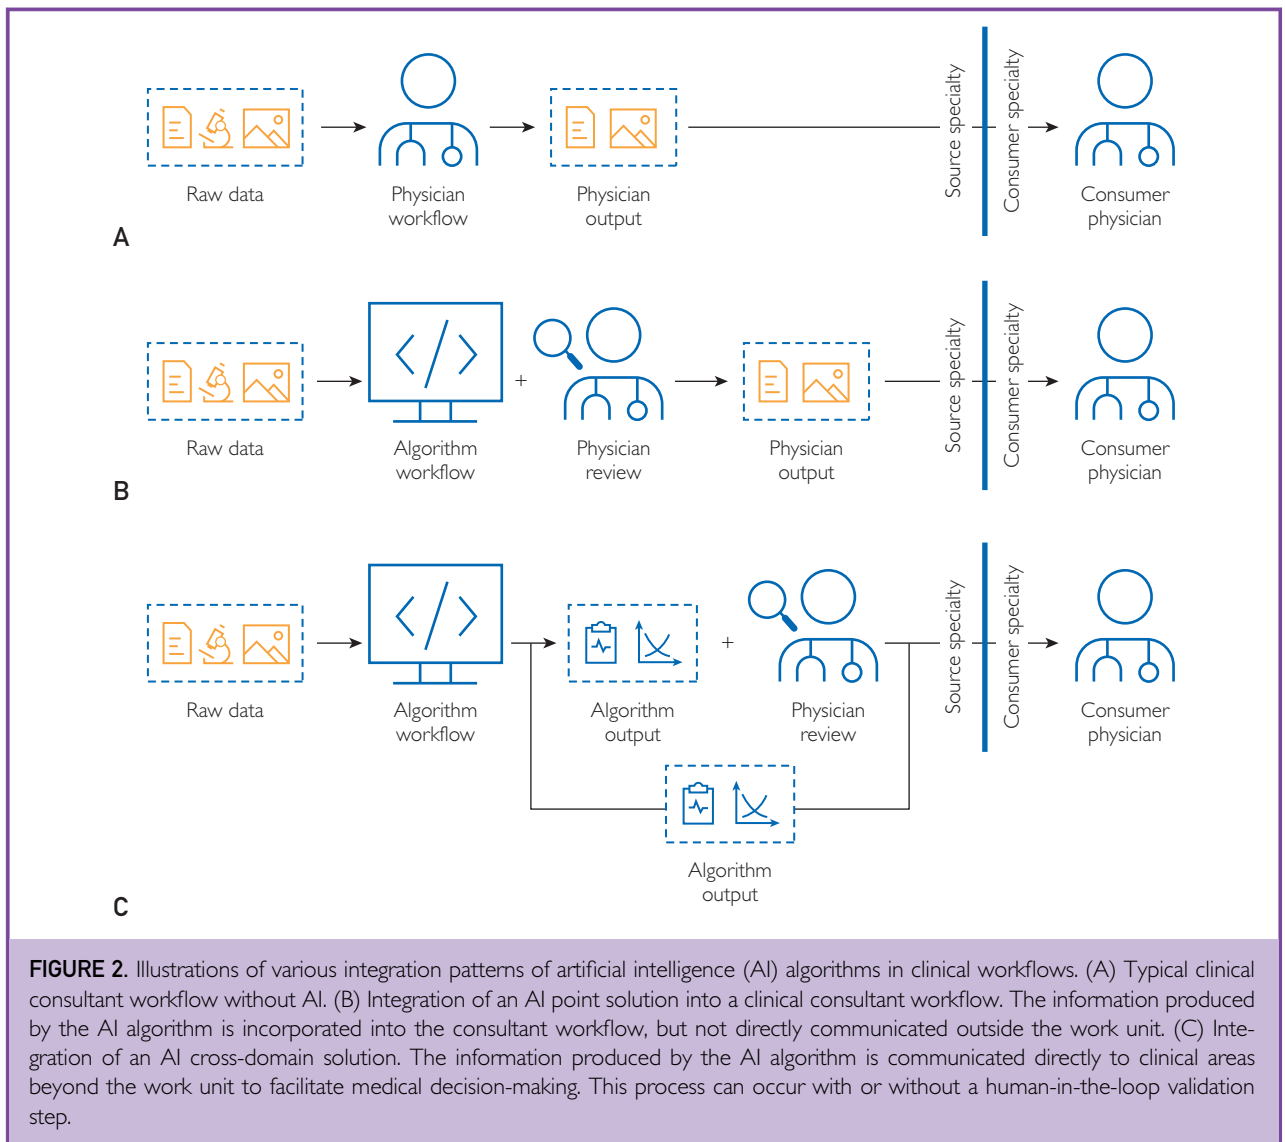 Raw data
Physician
workflow
Physician
output
Source specialty
Consumer specialty
Consumer
physician
A
Raw data
Algorithm
workflow
+
Physician
review
Physician
output
Source specialty
Consumer specialty
Consumer
physician
B
Raw data
Algorithm
workflow
Algorithm
output
+
Physician
review
Source specialty
Consumer specialty
Consumer
physician
Algorithm
output
C
FIGURE 2. Illustrations of various integration patterns of artificial intelligence (AI) algorithms in clinical workflows. (A) Typical clinical
consultant workflow without AI. (B) Integration of an AI point solution into a clinical consultant workflow. The information produced
by the AI algorithm is incorporated into the consultant workflow, but not directly communicated outside the work unit. (C) Inte-
gration of an AI cross-domain solution. The information produced by the AI algorithm is communicated directly to clinical areas
beyond the work unit to facilitate medical decision-making. This process can occur with or without a human-in-the-loop validation
step.